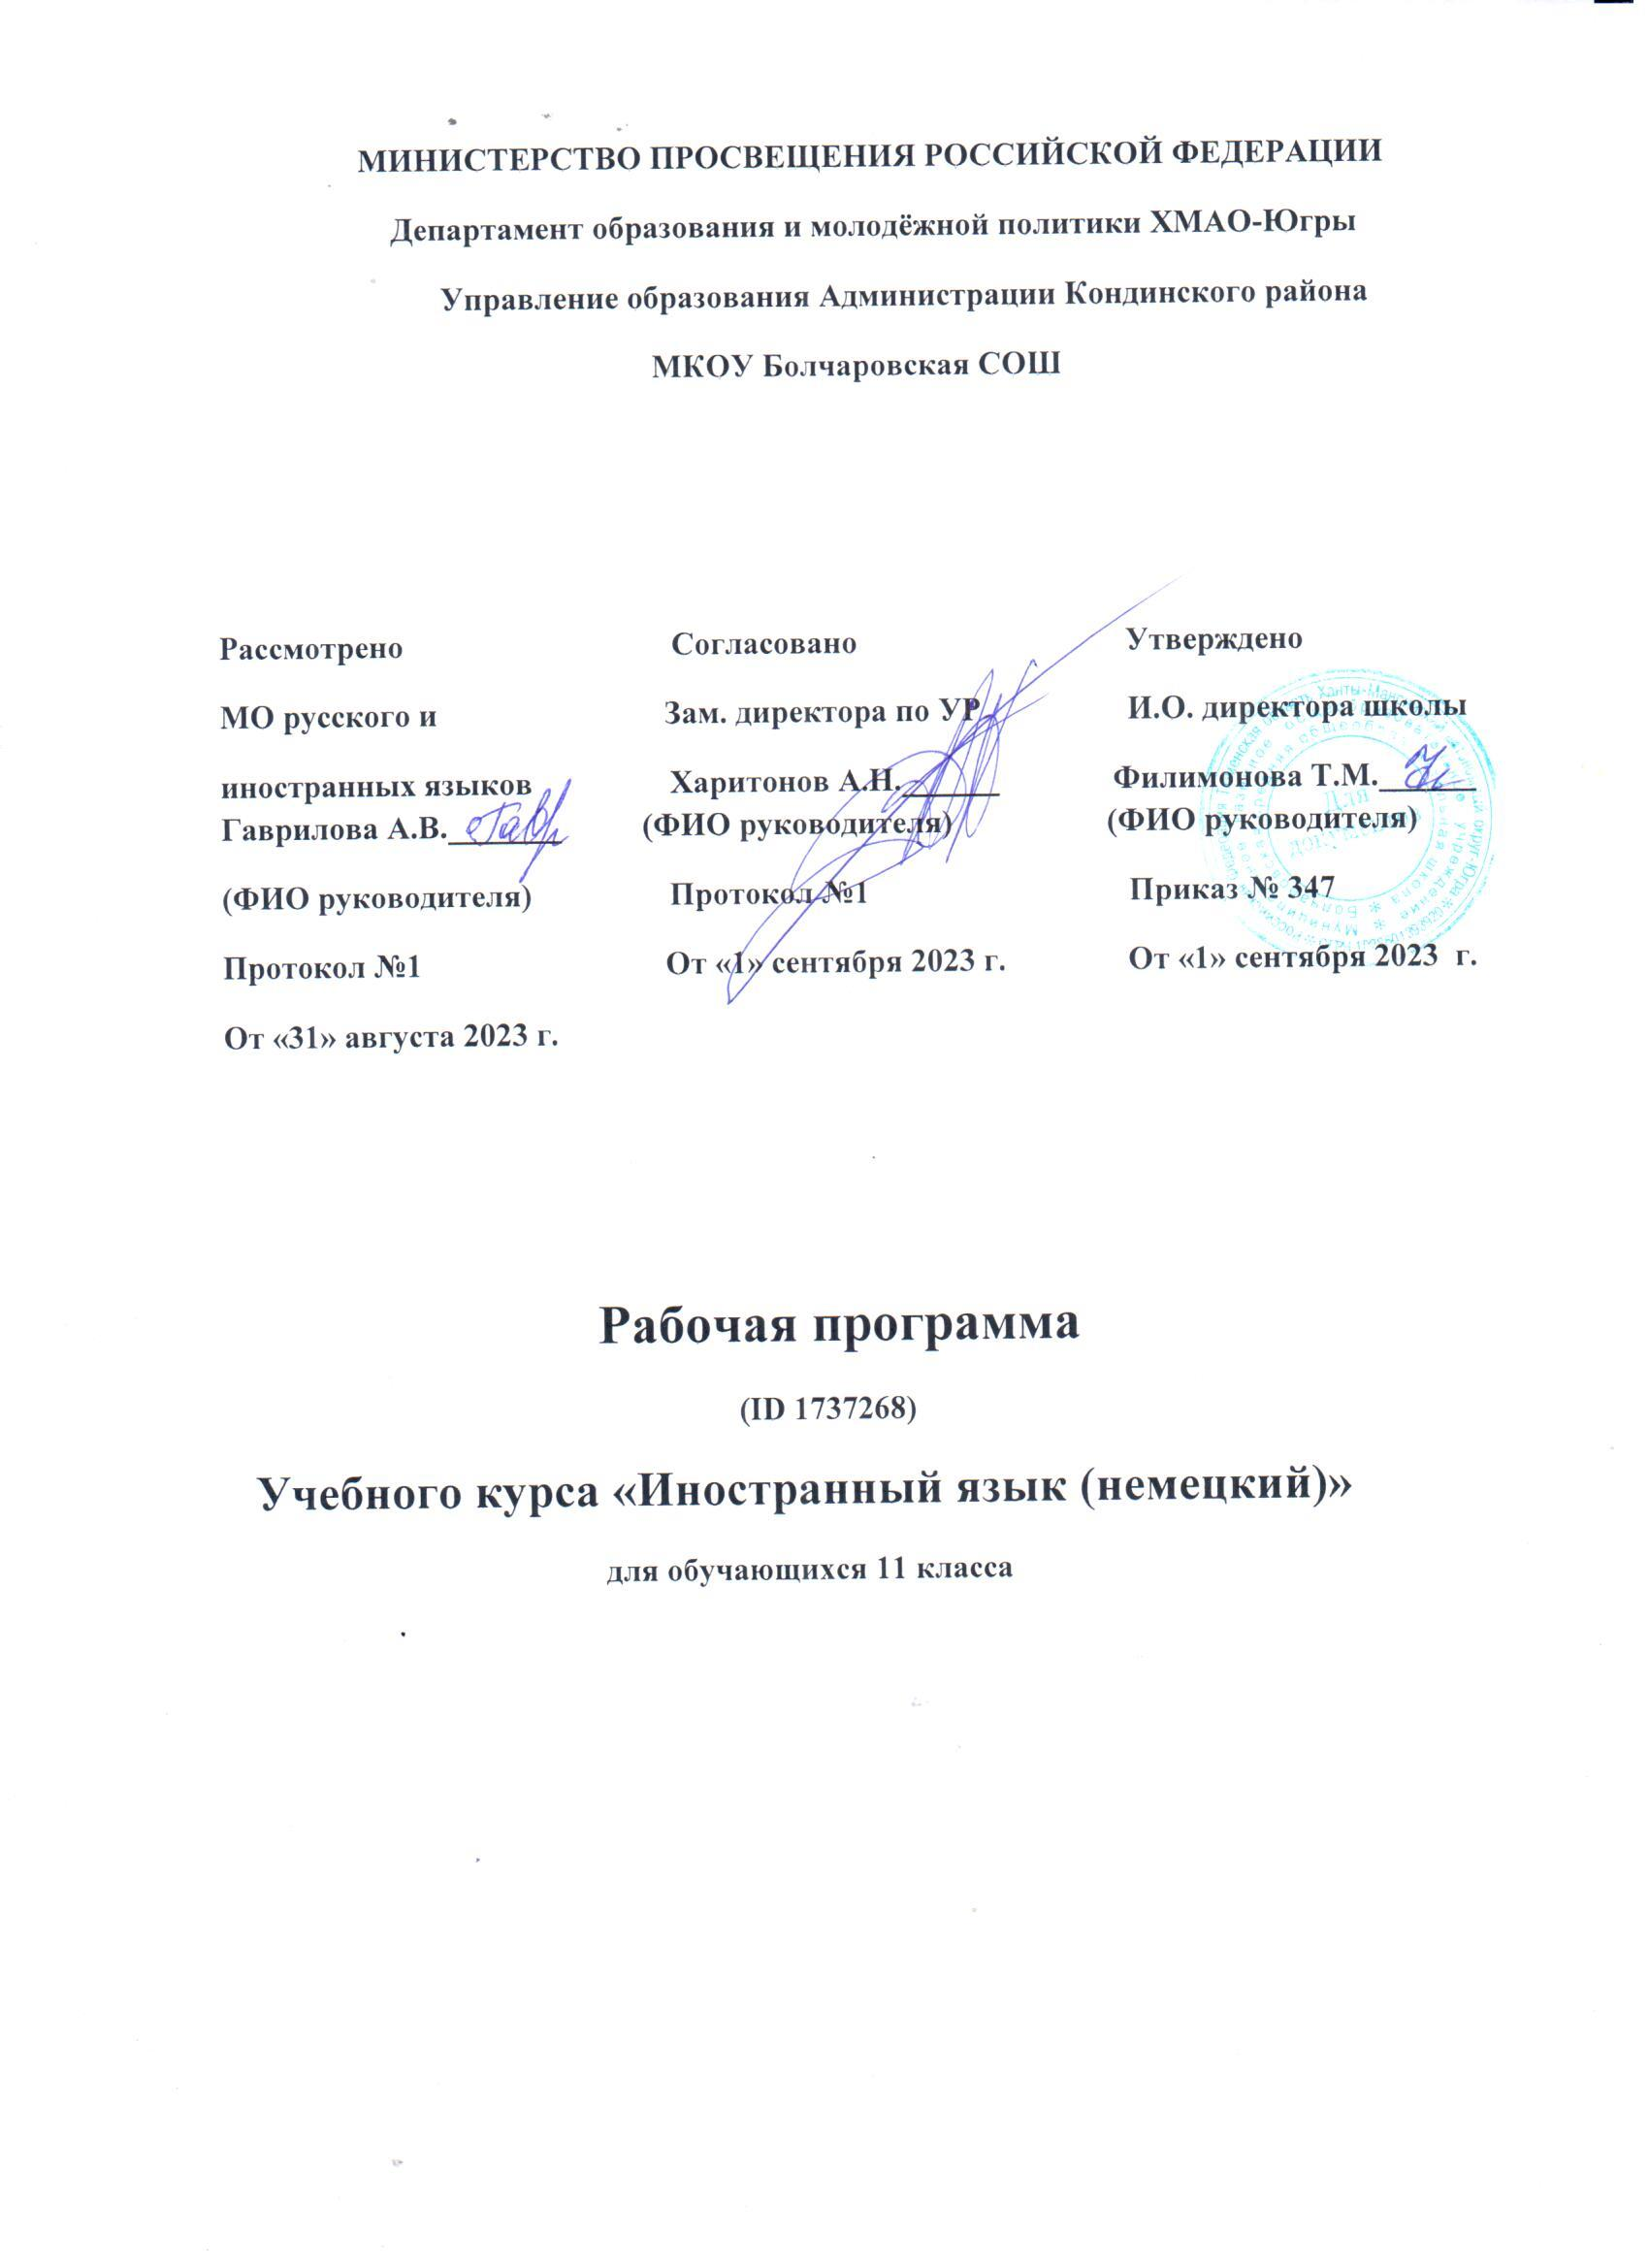 МИНИСТЕРСТВО ПРОСВЕЩЕНИЯ РОССИЙСКОЙ ФЕДЕРАЦИИ
Департамент образования и молодёжной политики ХМАО-Югры
Управление образования Администрации Кондинского района
МКОУ Болчаровская СОШ
Рассмотрено
МО русского и
иностранных языков
Гаврилова А.В.
(ФИО руководителя)
Протокол №1
От «31» августа 2023 г.
Согласовано
Зам. директора по УР
Харитонов А.Н.
(ФИО руководителя)
Протокол №1
От «1» сентября 2023 г.
Утверждено
И.О. директора школы
Филимонова Т.М.
(ФИО руководителя)
Приказ № 347
От «1» сентября 2023 г.
Для
Рабочая программа
(ID 1737268)
Учебного курса «Иностранный язык (немецкий)»
для обучающихся 11 класса